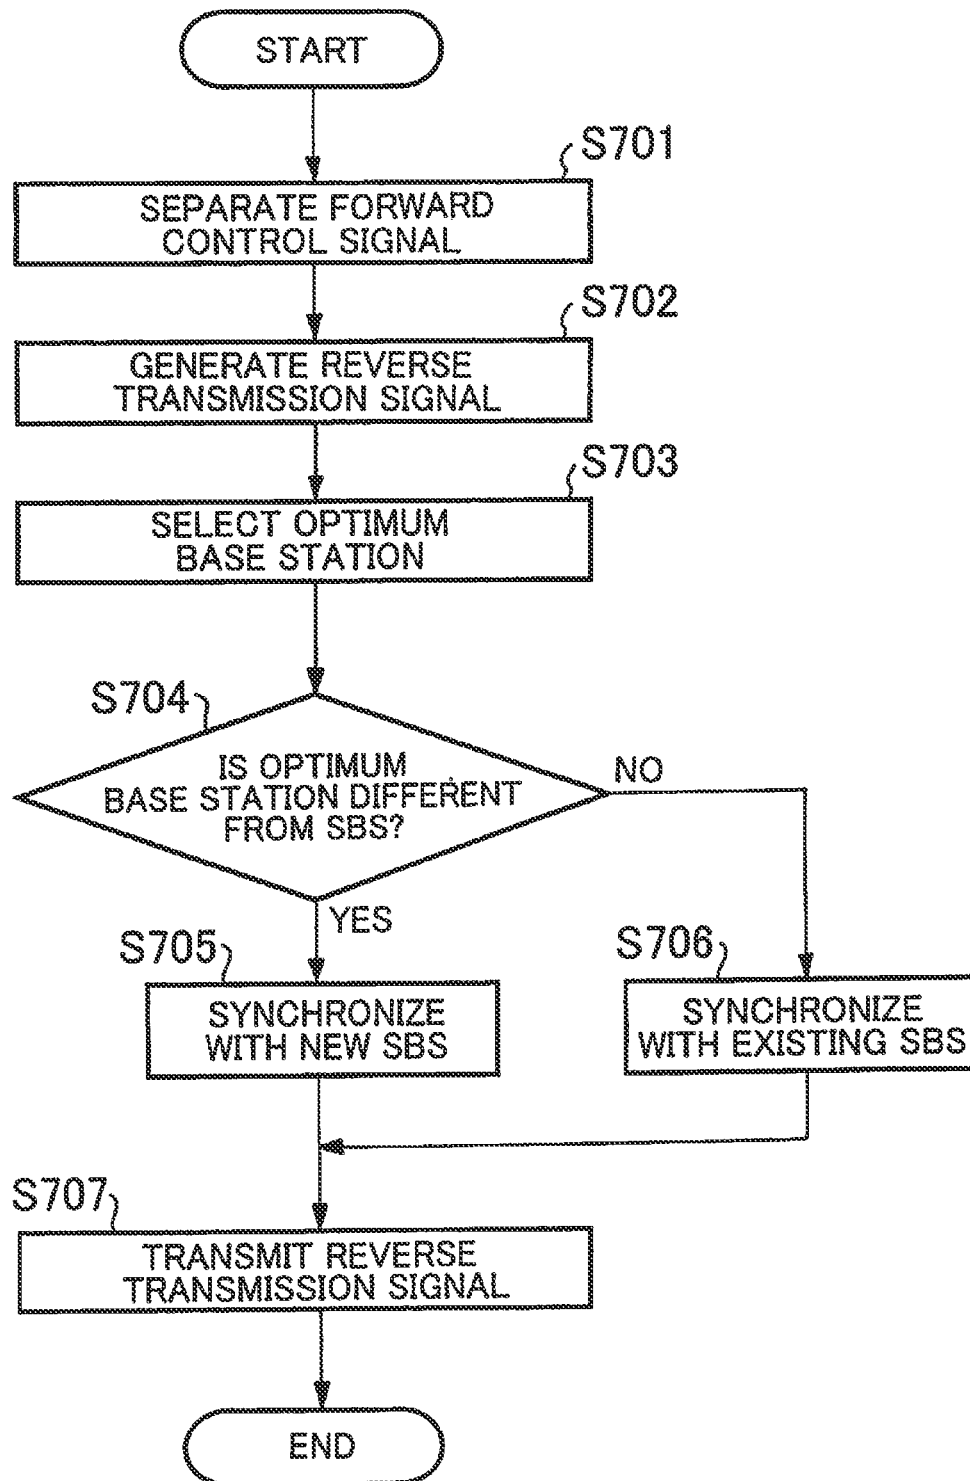 START
S701
SEPARATE FORWARD
CONTROL SIGNAL
S702
GENERATE REVERSE
TRANSMISSION SIGNAL
S703
SELECT OPTIMUM
BASE STATION
S704
IS OPTIMUM
BASE STATION DIFFERENT
FROM SBS?
NO
YES
S705
SYNCHRONIZE
WITH NEW SBS
S706
SYNCHRONIZE
WITH EXISTING SBS
S707
TRANSMIT REVERSE
TRANSMISSION SIGNAL
END